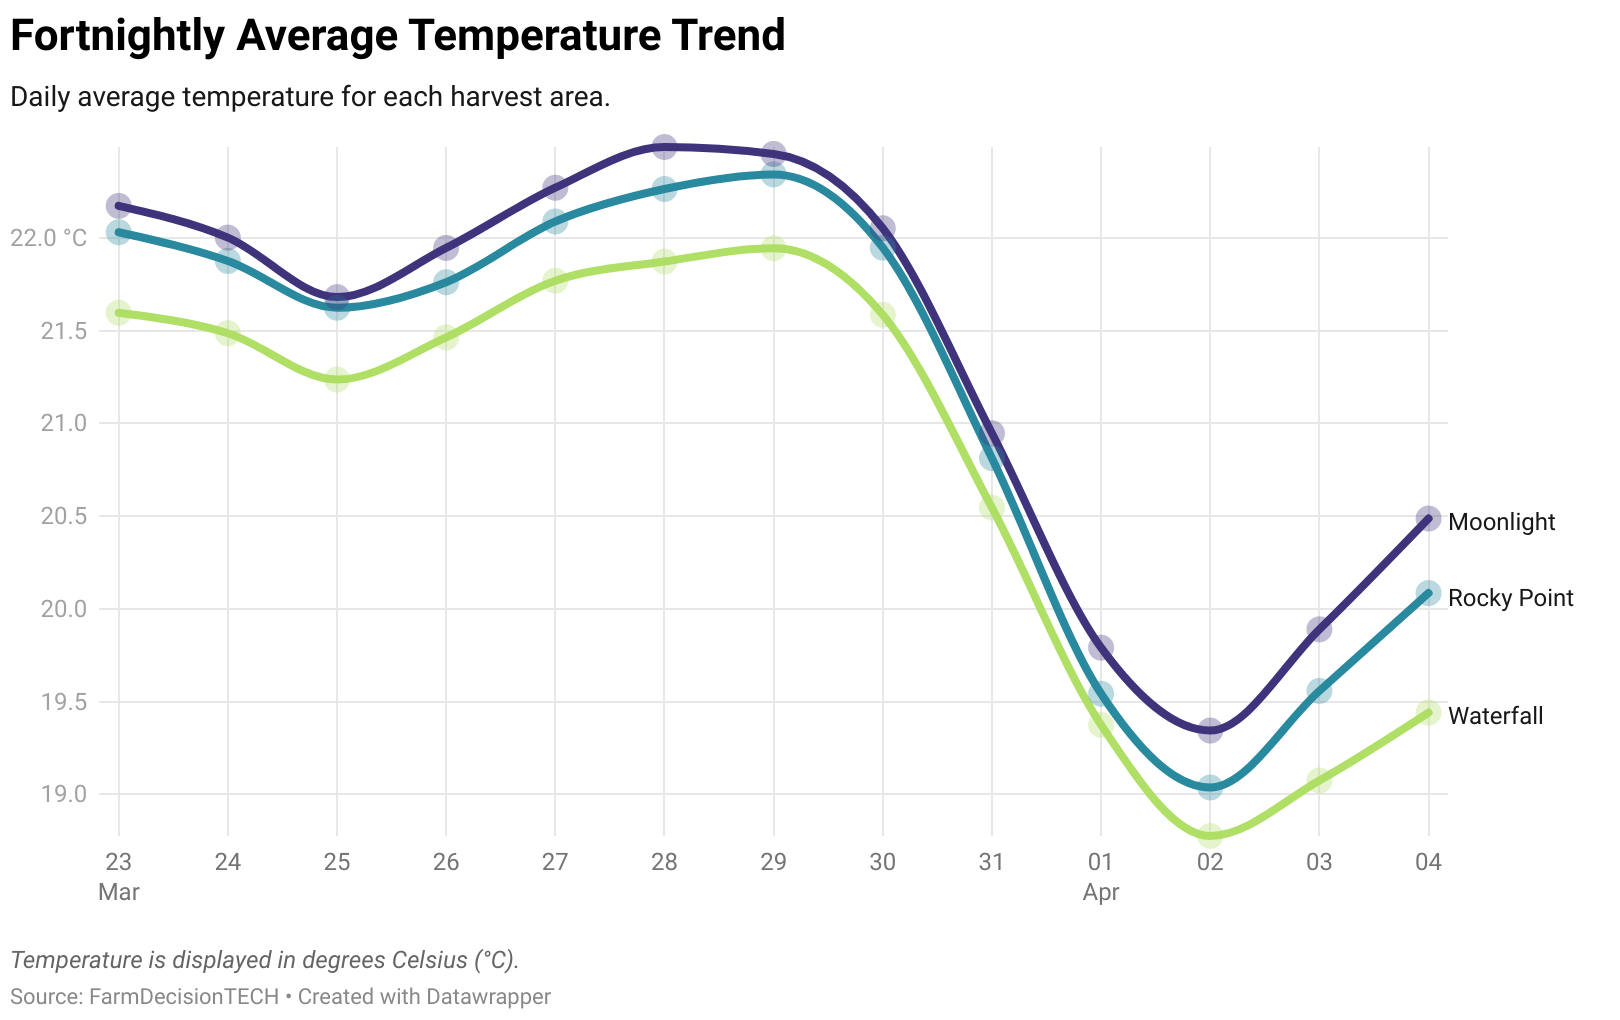 Fortnightly Average Temperature Trend
Daily average temperature for each harvest area.
22.0 °C
21.5
21.0
20.5
20.0
19.5
19.0
Moonlight
Rocky Point
Waterfall
23 24 25 26 27 28 29 30 31 01 02 03 04
Mar Apr
Temperature is displayed in degrees Celsius (°C).
Source: FarmDecisionTECH • Created with Datawrapper